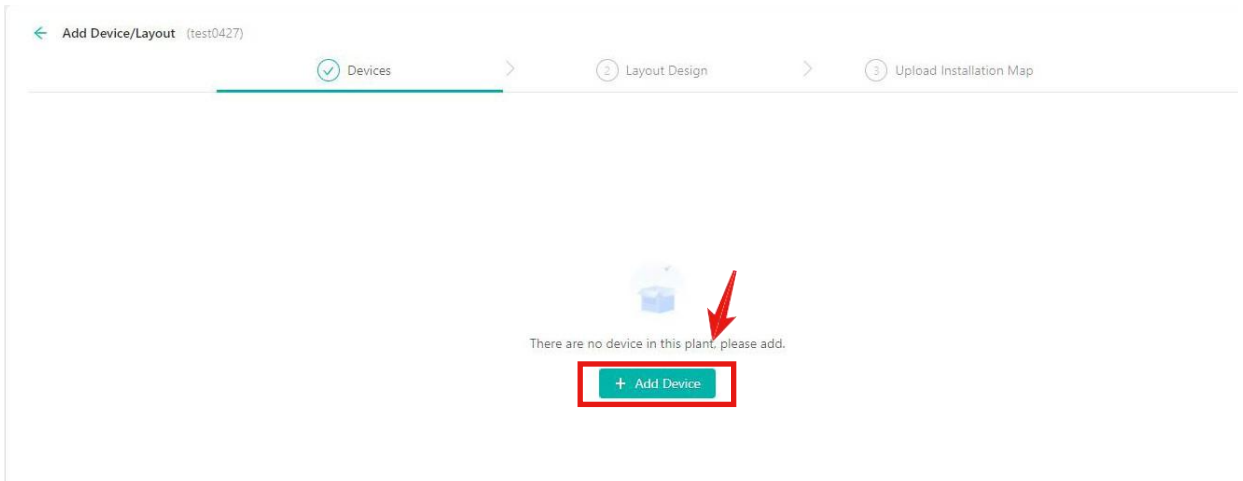 Add Device/Layout (test0427)
Devices
2 Layout Design
3 Upload Installation Map
There are no device in this plant, please add.
+ Add Device